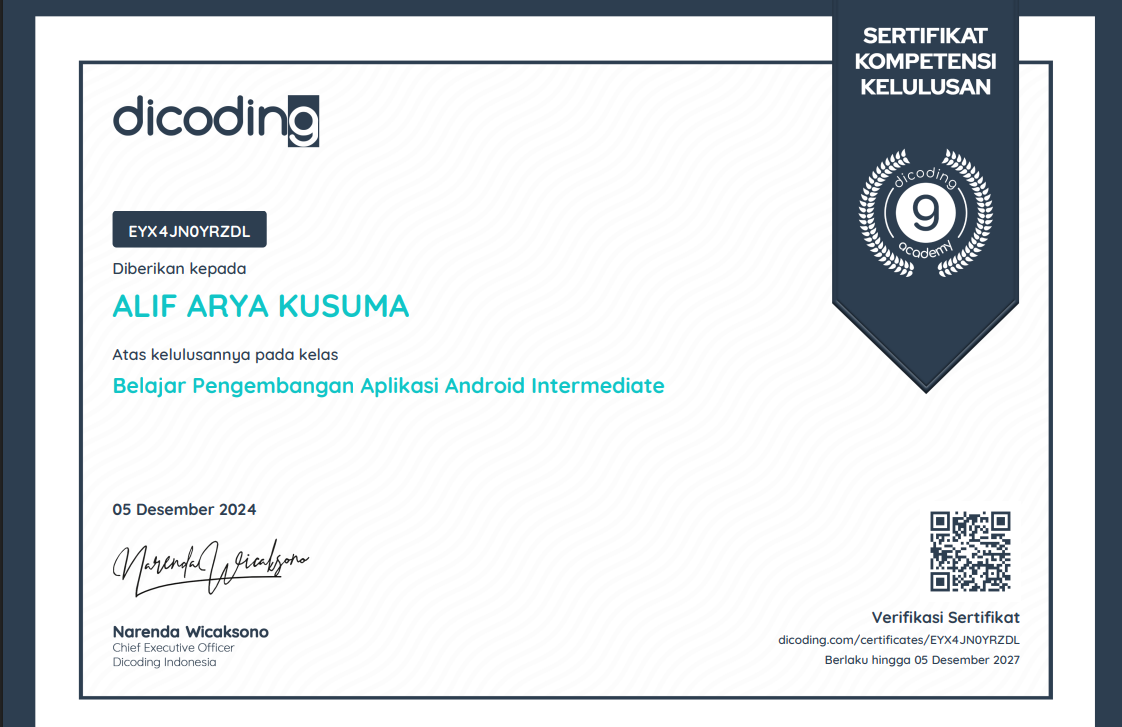 SERTIFIKAT
KOMPETENSI
KELULUSAN
dicoding
dicoding
g
academy
EYX4JN0YRZDL
Diberikan kepada
ALIF ARYA KUSUMA
Atas kelulusannya pada kelas
Belajar Pengembangan Aplikasi Android Intermediate
05 Desember 2024
Narenda Wicaksono
Narenda Wicaksono
Chief Executive Officer
Dicoding Indonesia
Verifikasi Sertifikat
dicoding.com/certificates/EYX4JN0YRZDL
Berlaku hingga 05 Desember 2027